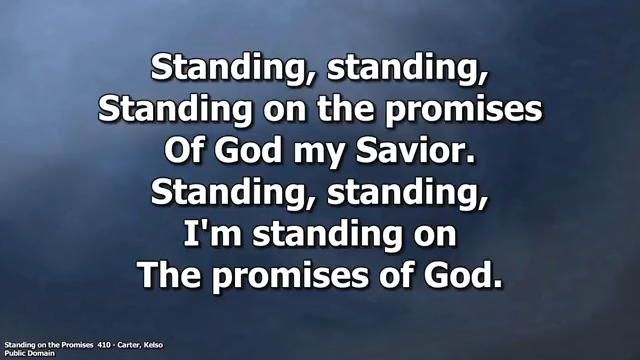 Standing, standing,
Standing on the promises
Of God my Savior.
Standing, standing,
I'm standing on
The promises of God.
Standing on the Promises 410 - Carter, Kelso
Public Domain